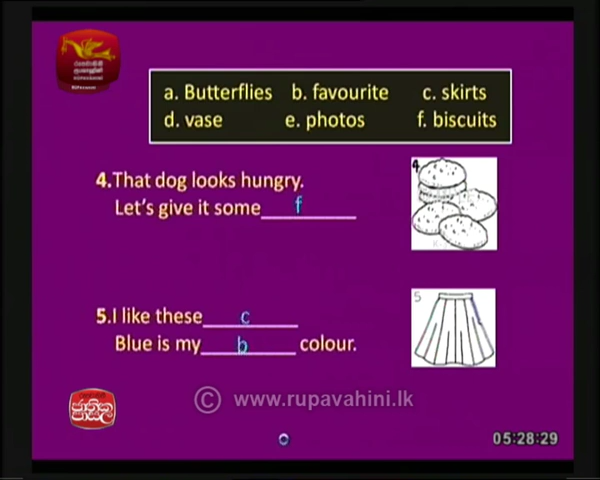 a. Butterflies b. favourite c. skirts
d. vase e. photos f. biscuits
4.That dog looks hungry.
Let's give it some f
4
5.I like these c
Blue is my b colour.
5
ජාතික
පාසල
© www.rupavahini.lk
05:28:29